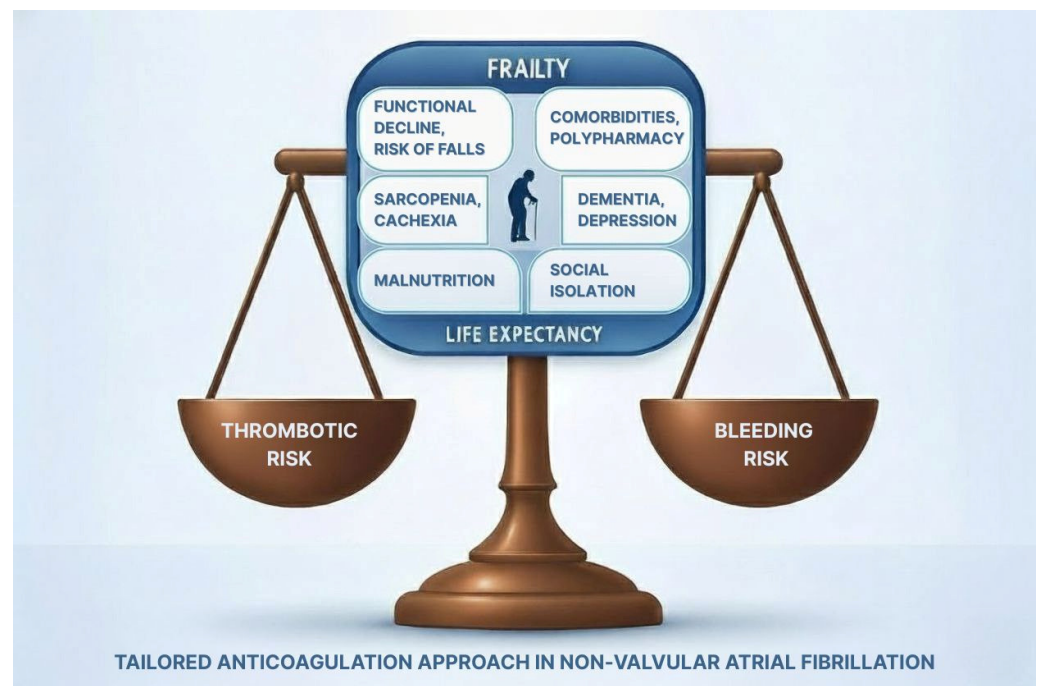 FRAILTY
FUNCTIONAL
DECLINE,
RISK OF FALLS
COMORBIDITIES,
POLYPHARMACY
SARCOPENIA,
CACHEXIA
DEMENTIA,
DEPRESSION
MALNUTRITION
SOCIAL
ISOLATION
LIFE EXPECTANCY
THROMBOTIC
RISK
BLEEDING
RISK
TAILORED ANTICOAGULATION APPROACH IN NON-VALVULAR ATRIAL FIBRILLATION